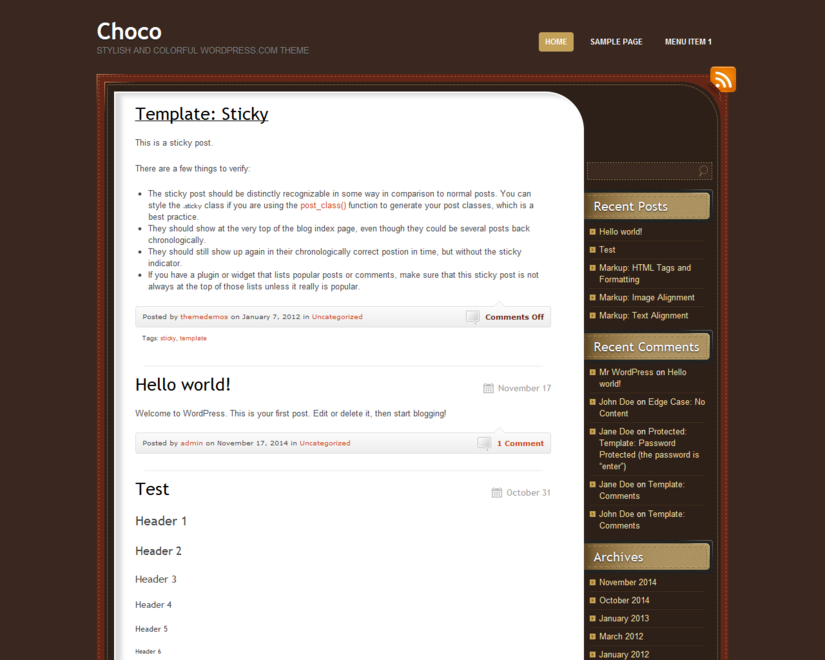 Choco
STYLISH AND COLORFUL WORDPRESS.COM THEME
HOME
SAMPLE PAGE
MENU ITEM 1
Template: Sticky
This is a sticky post.
There are a few things to verify:
The sticky post should be distinctly recognizable in some way in comparison to normal posts. You can
style the .sticky class if you are using the post_class() function to generate your post classes, which is a
best practice.
They should show at the very top of the blog index page, even though they could be several posts back
chronologically.
They should still show up again in their chronologically correct postion in time, but without the sticky
indicator.
If you have a plugin or widget that lists popular posts or comments, make sure that this sticky post is not
always at the top of those lists unless it really is popular.
Posted by themedemos on January 7, 2012 in Uncategorized
Comments Off
Tags: sticky, template
Hello world!
November 17
Welcome to WordPress. This is your first post. Edit or delete it, then start blogging!
Posted by admin on November 17, 2014 in Uncategorized
1 Comment
Test
October 31
Header 1
Header 2
Header 3
Header 4
Header 5
Header 6
Recent Posts
Hello world!
Test
Markup: HTML Tags and
Formatting
Markup: Image Alignment
Markup: Text Alignment
Recent Comments
Mr WordPress on Hello
world!
John Doe on Edge Case: No
Content
Jane Doe on Protected:
Template: Password
Protected (the password is
"enter")
Jane Doe on Template:
Comments
John Doe on Template:
Comments
Archives
November 2014
October 2014
January 2013
March 2012
January 2012